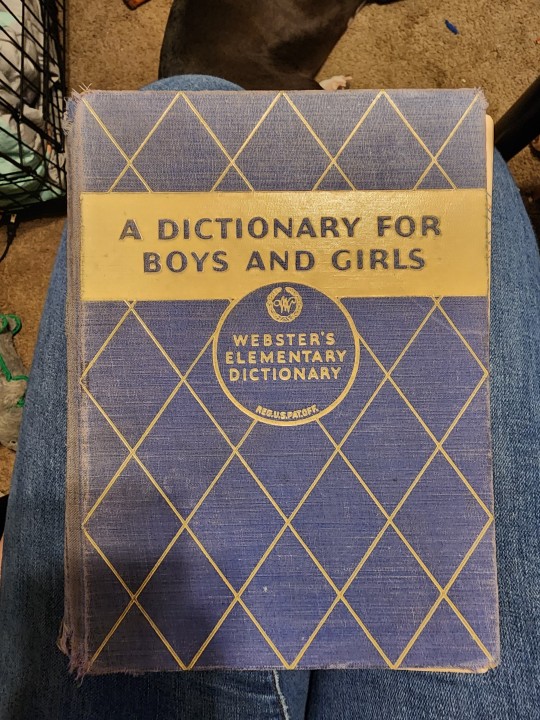 A DICTIONARY FOR
BOYS AND GIRLS
W
WEBSTER'S
ELEMENTARY
DICTIONARY
REG.U.S.PAT.OFF.